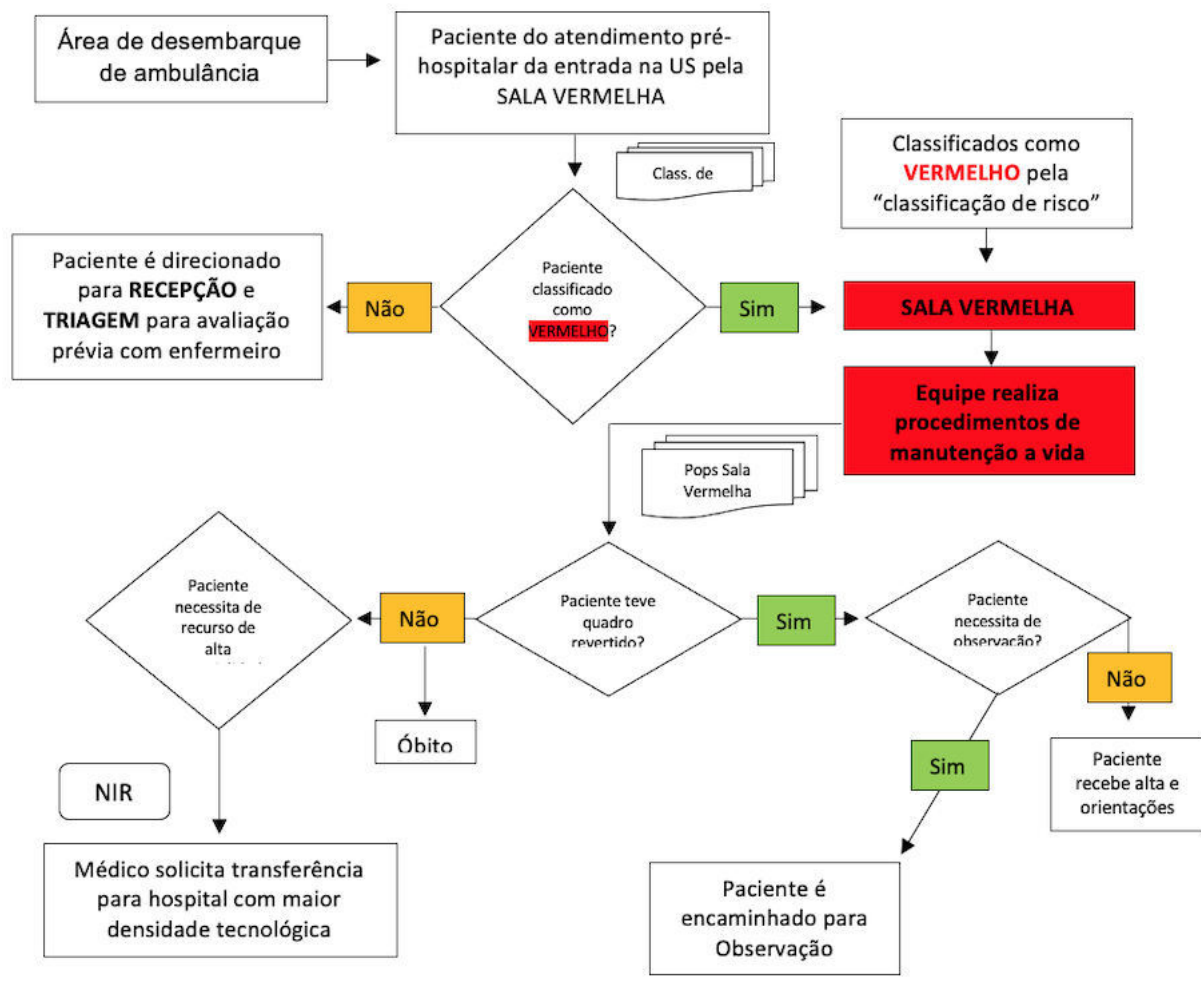 Área de desembarque
de ambulância
Paciente do atendimento pré-
hospitalar da entrada na US pela
SALA VERMELHA
Class. de
Classificados como
VERMELHO pela
“classificação de risco”
Paciente é direcionado
para RECEPÇÃO e
TRIAGEM para avaliação
prévia com enfermeiro
Não
Paciente
classificado
como
VERMELHO?
Sim
SALA VERMELHA
Equipe realiza
procedimentos de
manutenção a vida
Pops Sala
Vermelha
Paciente
necessita de
recurso de
alta
Não
Paciente teve
quadro
revertido?
Sim
Paciente
necessita de
observação?
Não
Óbito
Sim
Paciente
recebe alta e
orientações
NIR
Médico solicita transferência
para hospital com maior
densidade tecnológica
Paciente é
encaminhado para
Observação